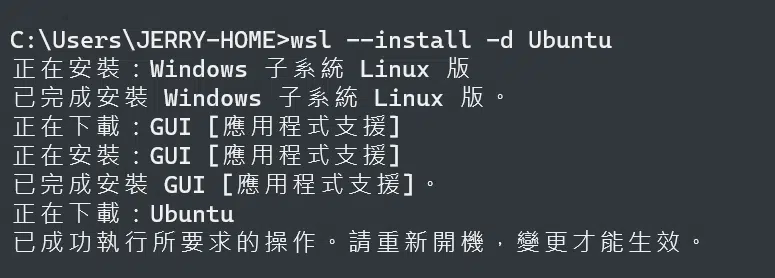 C:\Users\JERRY-HOME>wsl --install -d Ubuntu
正在安裝：Windows 子系統 Linux 版
已完成安裝 Windows 子系統 Linux 版。
正在下載：GUI [應用程式支援]
正在安裝：GUI [應用程式支援]
已完成安裝 GUI [應用程式支援]。
正在下載：Ubuntu
已成功執行所要求的操作。請重新開機，變更才能生效。